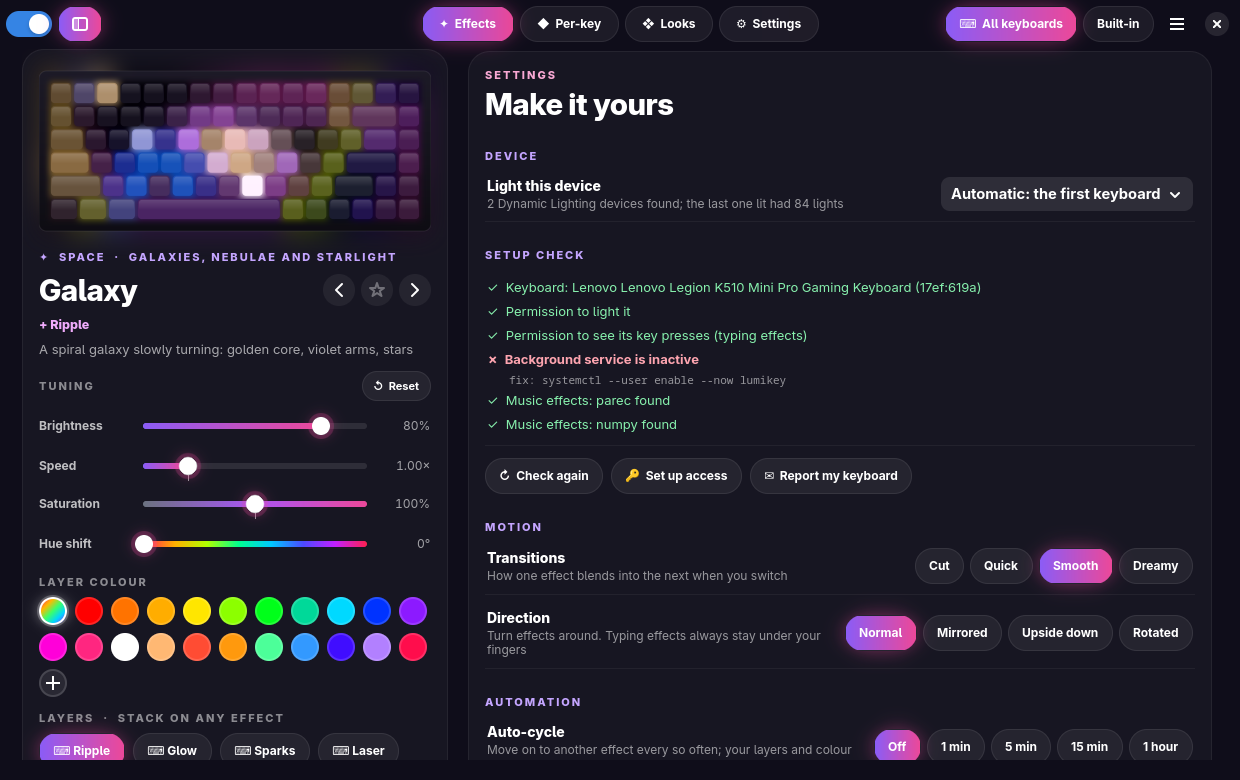 ✦ Effects
◆ Per-key
❖ Looks
⚙ Settings
⌨ All keyboards
Built-in
✦ SPACE · GALAXIES, NEBULAE AND STARLIGHT
Galaxy
+ Ripple
A spiral galaxy slowly turning: golden core, violet arms, stars
TUNING
Reset
Brightness 80%
Speed 1.00×
Saturation 100%
Hue shift 0°
LAYER COLOUR
LAYERS · STACK ON ANY EFFECT
⌨ Ripple
⌨ Glow
⌨ Sparks
⌨ Laser
SETTINGS
Make it yours
DEVICE
Light this device
2 Dynamic Lighting devices found; the last one lit had 84 lights
Automatic: the first keyboard
SETUP CHECK
✓ Keyboard: Lenovo Lenovo Legion K510 Mini Pro Gaming Keyboard (17ef:619a)
✓ Permission to light it
✓ Permission to see its key presses (typing effects)
✕ Background service is inactive
fix: systemctl --user enable --now lumikey
✓ Music effects: parec found
✓ Music effects: numpy found
Check again
Set up access
Report my keyboard
MOTION
Transitions
How one effect blends into the next when you switch
Cut
Quick
Smooth
Dreamy
Direction
Turn effects around. Typing effects always stay under your
fingers
Normal
Mirrored
Upside down
Rotated
AUTOMATION
Auto-cycle
Move on to another effect every so often; your layers and colour
Off
1 min
5 min
15 min
1 hour